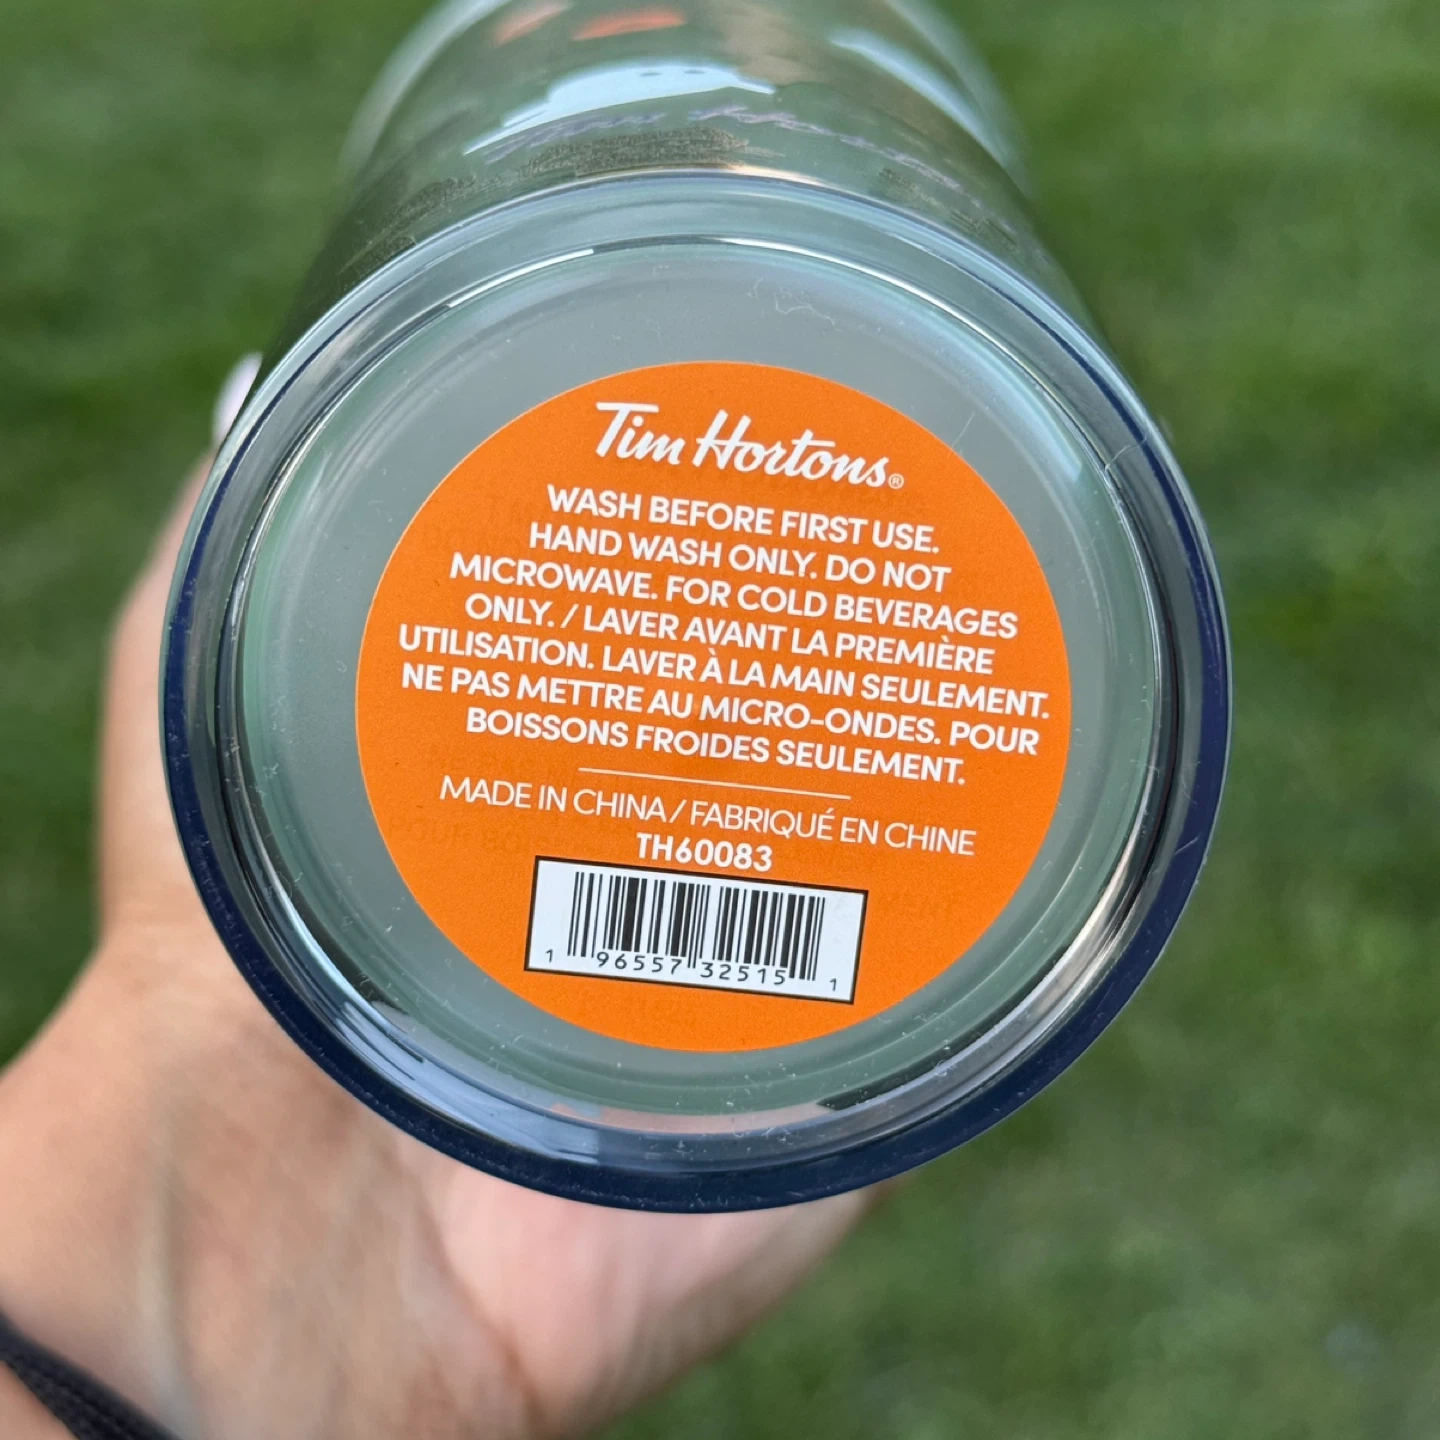 Tim Hortons®
WASH BEFORE FIRST USE.
HAND WASH ONLY. DO NOT
MICROWAVE. FOR COLD BEVERAGES
ONLY. / LAVER AVANT LA PREMIÈRE
UTILISATION. LAVER À LA MAIN SEULEMENT.
NE PAS METTRE AU MICRO-ONDES. POUR
BOISSONS FROIDES SEULEMENT.
MADE IN CHINA / FABRIQUÉ EN CHINE
TH60083
1 96557 32515 1